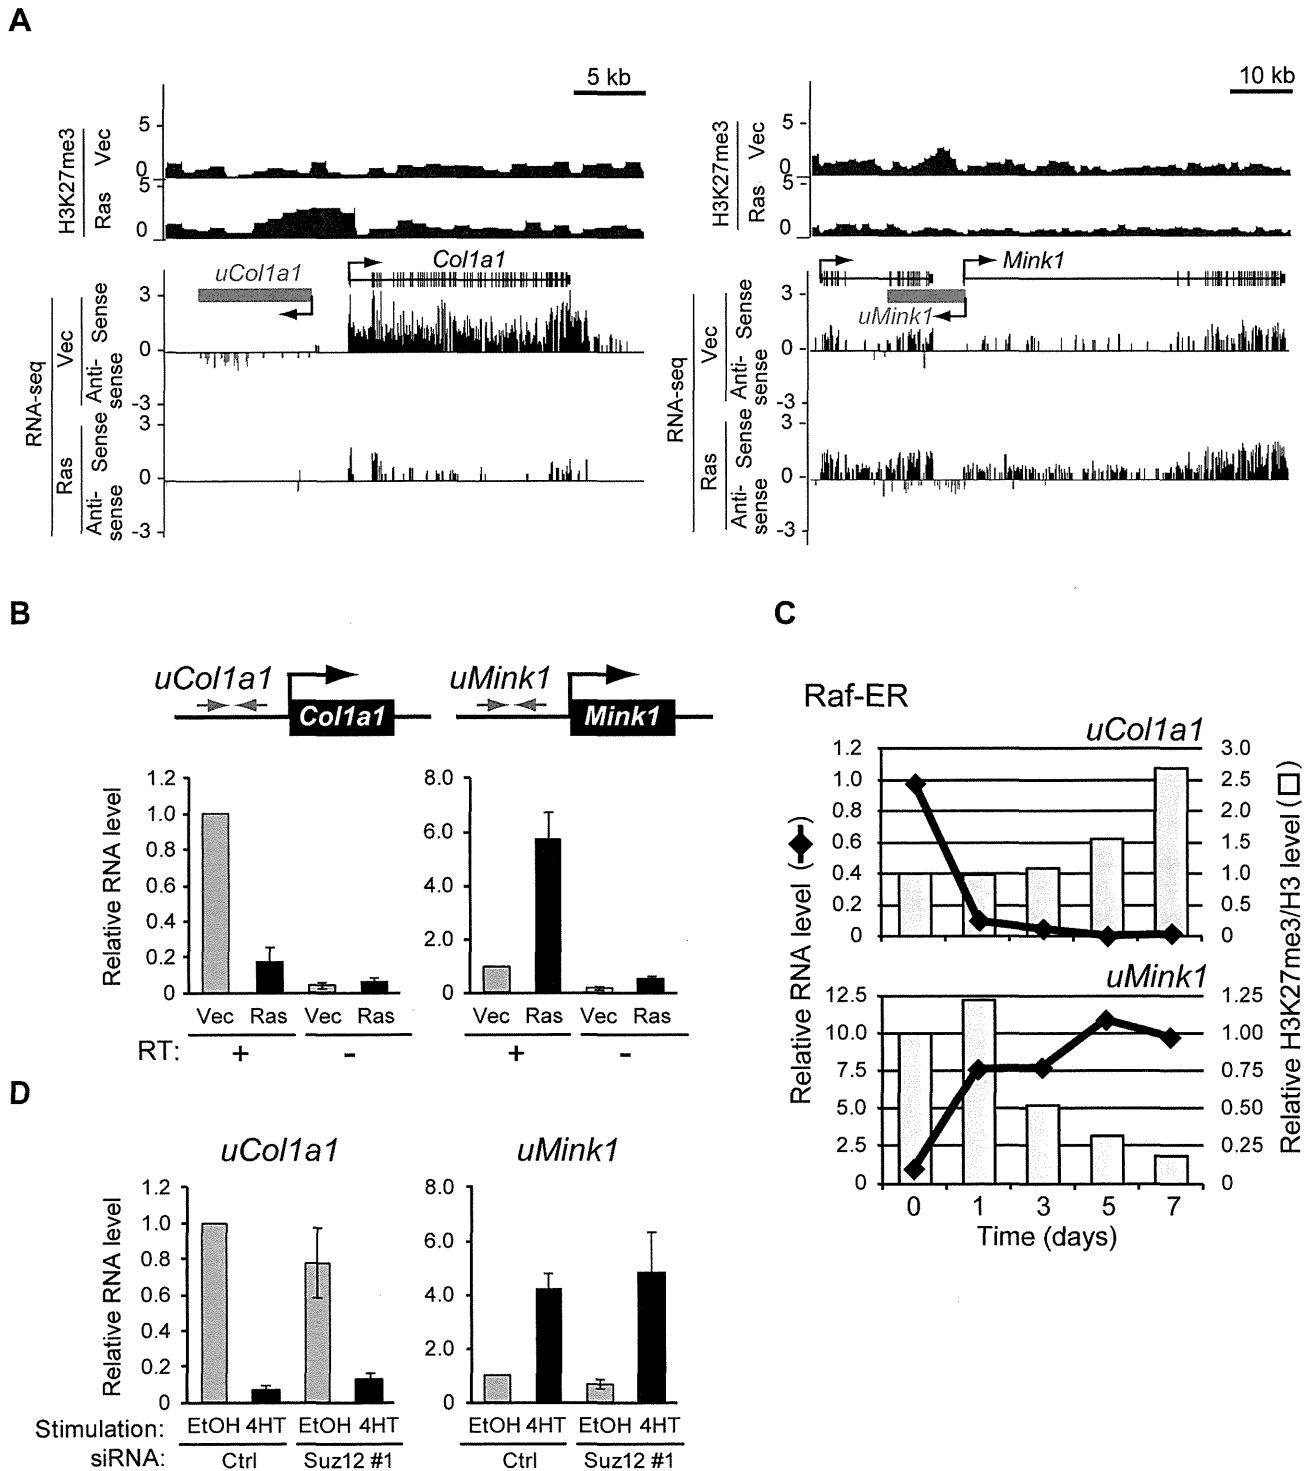 A
5 kb
H3K27me3
Vec
Ras
5
0
5
0
uCol1a1
Col1a1
RNA-seq
Vec
Sense
Anti-
sense
Ras
Sense
Anti-
sense
3
0
-3
3
0
-3
10 kb
H3K27me3
Vec
Ras
5
0
5
0
Mink1
uMink1
RNA-seq
Vec
Sense
Anti-
sense
Ras
Sense
Anti-
sense
3
0
-3
3
0
-3
B
uCol1a1
Col1a1
uMink1
Mink1
Relative RNA level
1.2
1.0
0.8
0.6
0.4
0.2
0
8.0
6.0
4.0
2.0
0
Vec Ras Vec Ras
Vec Ras Vec Ras
RT: + - + -
C
Raf-ER
uCol1a1
1.2
1.0
0.8
0.6
0.4
0.2
0
3.0
2.5
2.0
1.5
1.0
0.5
0
uMink1
12.5
10.0
7.5
5.0
2.5
0
1.25
1.00
0.75
0.50
0.25
0
Relative RNA level (◆)
Relative H3K27me3/H3 level (□)
0 1 3 5 7
Time (days)
D
uCol1a1
uMink1
Relative RNA level
1.2
1.0
0.8
0.6
0.4
0.2
0
8.0
6.0
4.0
2.0
0
Stimulation: EtOH 4HT EtOH 4HT EtOH 4HT EtOH 4HT
siRNA: Ctrl Suz12 #1 Ctrl Suz12 #1